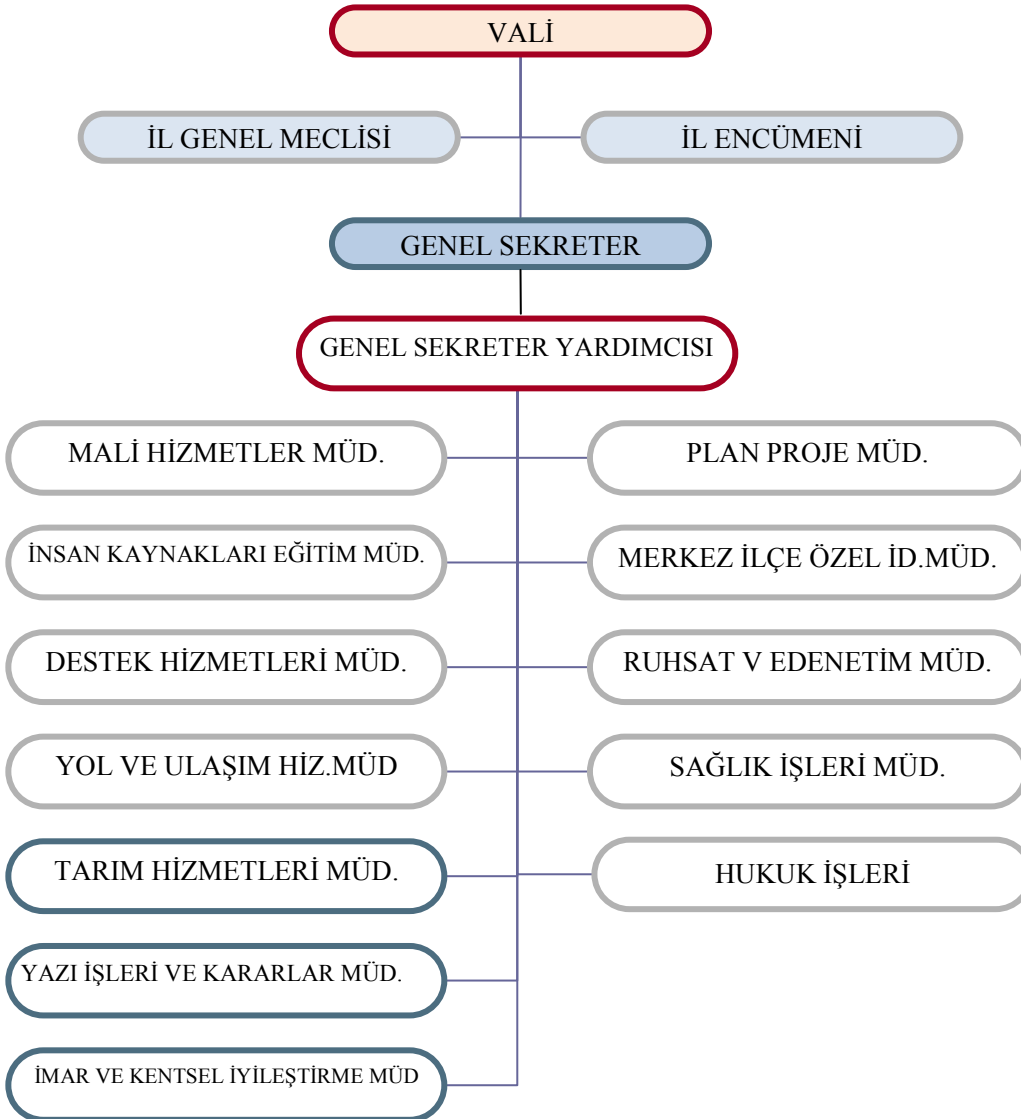 VALİ
İL GENEL MECLİSİ
İL ENCÜMENİ
GENEL SEKRETER
GENEL SEKRETER YARDIMCISI
MALİ HİZMETLER MÜD.
PLAN PROJE MÜD.
İNSAN KAYNAKLARI EĞİTİM MÜD.
MERKEZ İLÇE ÖZEL İD.MÜD.
DESTEK HİZMETLERİ MÜD.
RUHSAT V EDENETİM MÜD.
YOL VE ULAŞIM HİZ.MÜD
SAĞLIK İŞLERİ MÜD.
TARIM HİZMETLERİ MÜD.
HUKUK İŞLERİ
YAZI İŞLERİ VE KARARLAR MÜD.
İMAR VE KENTSEL İYİLEŞTİRME MÜD